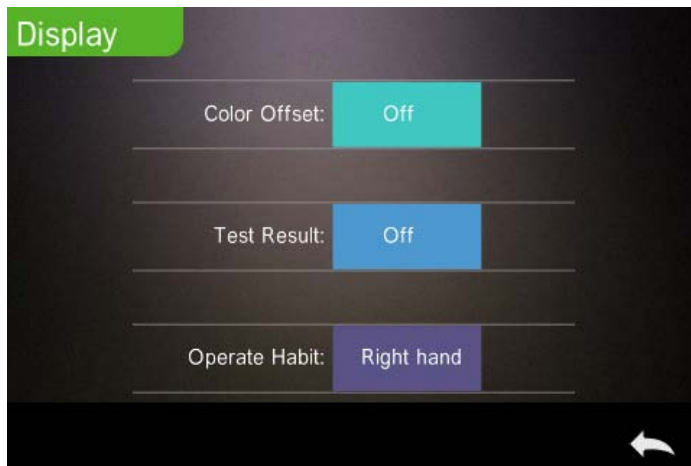 Display
Color Offset: Off
Test Result: Off
Operate Habit: Right hand